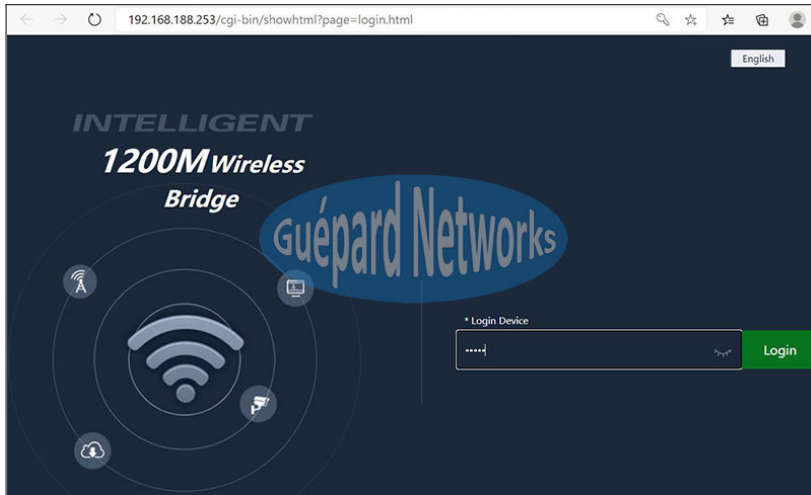 192.168.188.253/cgi-bin/showhtml?page=login.html
English
INTELLIGENT
1200M Wireless
Bridge
Guépard Networks
* Login Device
•••••
Login